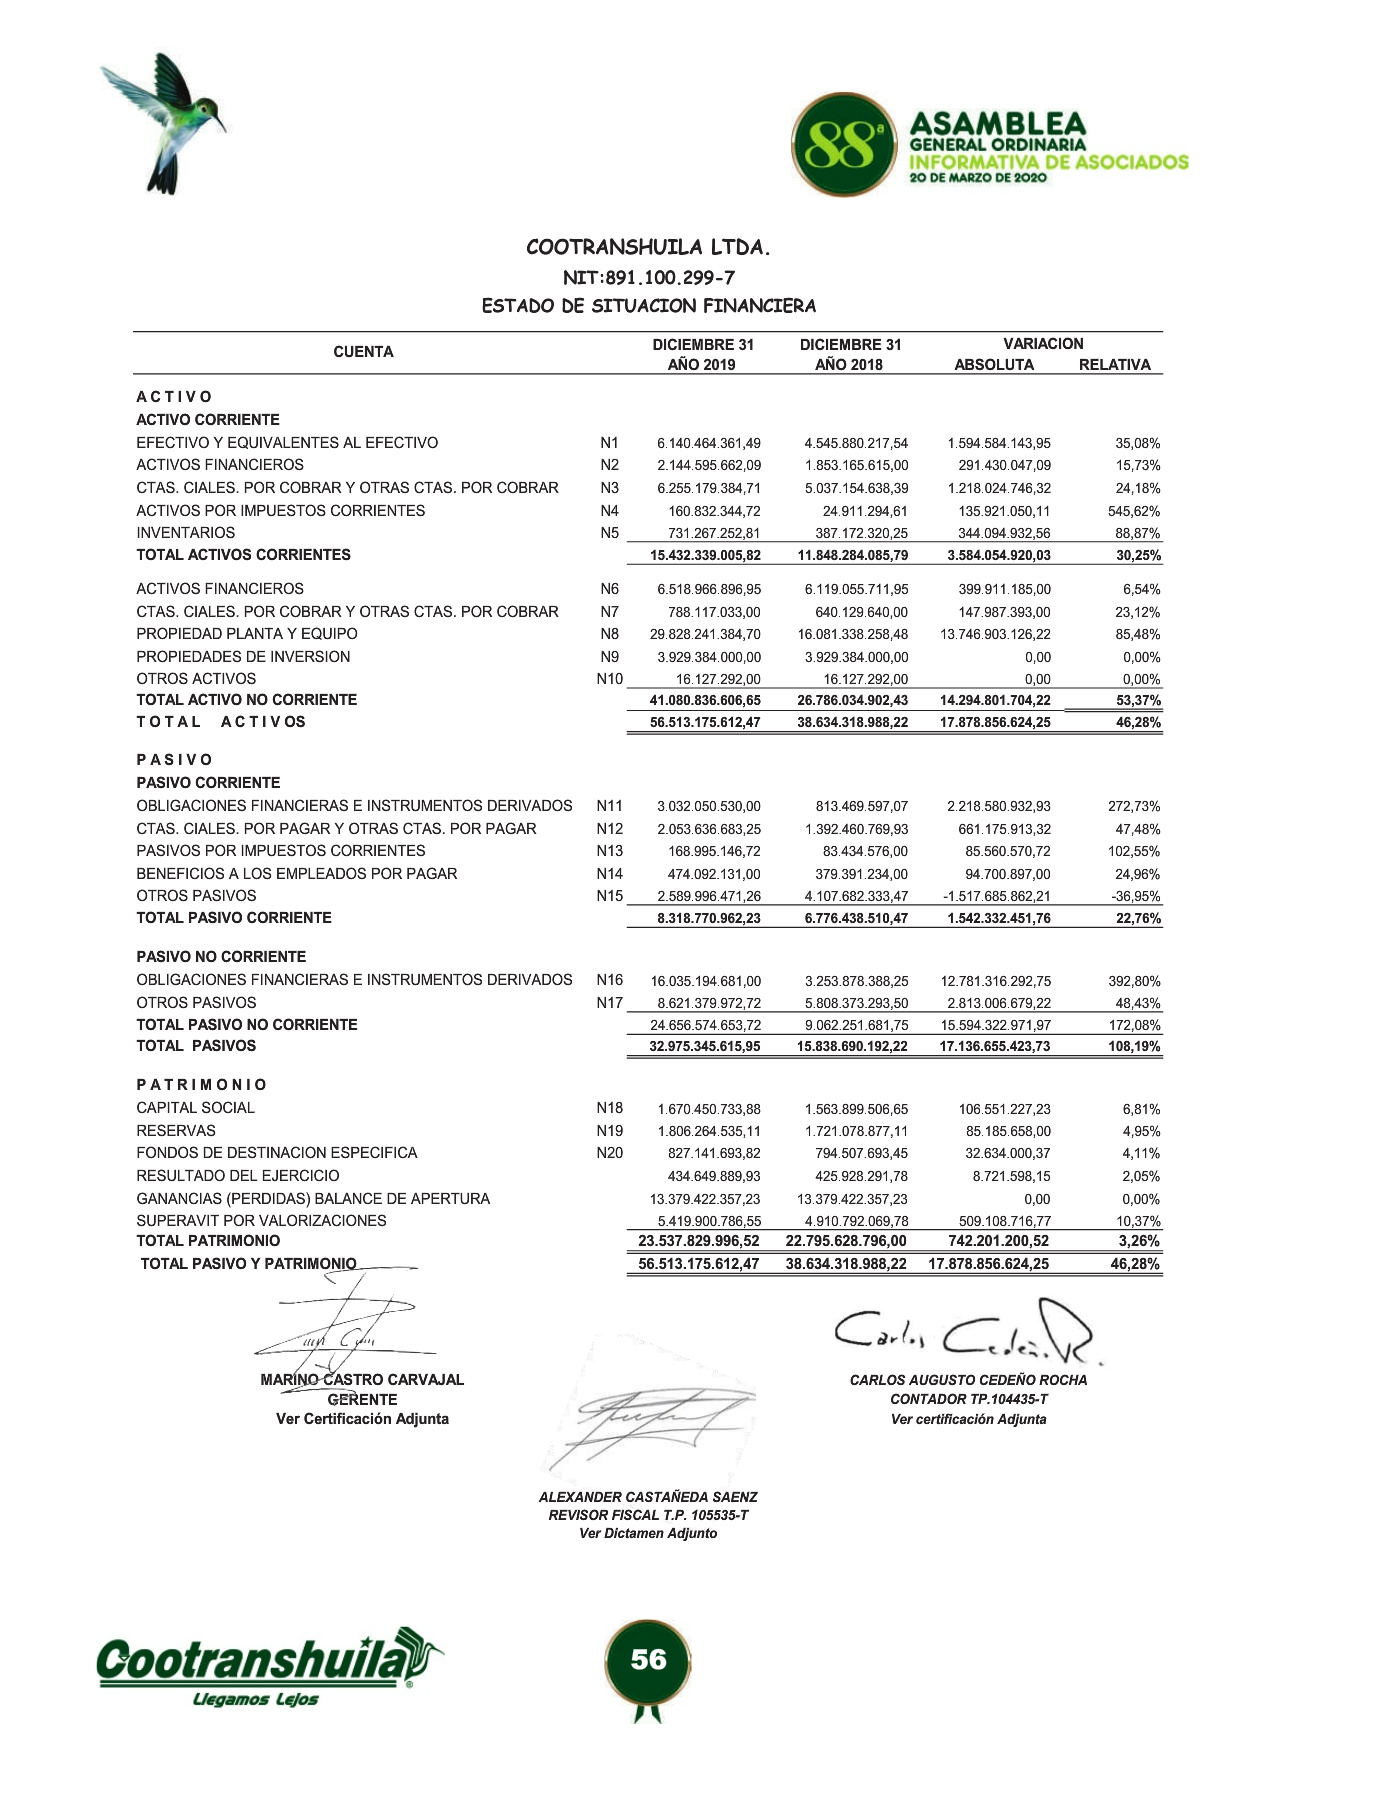 88ª
ASAMBLEA
GENERAL ORDINARIA
INFORMATIVA DE ASOCIADOS
20 DE MARZO DE 2020
COOTRANSHUILA LTDA.
NIT:891.100.299-7
ESTADO DE SITUACION FINANCIERA
CUENTA DICIEMBRE 31 AÑO 2019 DICIEMBRE 31 AÑO 2018 VARIACION ABSOLUTA RELATIVA
A C T I V O
ACTIVO CORRIENTE
EFECTIVO Y EQUIVALENTES AL EFECTIVO N1 6.140.464.361,49 4.545.880.217,54 1.594.584.143,95 35,08%
ACTIVOS FINANCIEROS N2 2.144.595.662,09 1.853.165.615,00 291.430.047,09 15,73%
CTAS. CIALES. POR COBRAR Y OTRAS CTAS. POR COBRAR N3 6.255.179.384,71 5.037.154.638,39 1.218.024.746,32 24,18%
ACTIVOS POR IMPUESTOS CORRIENTES N4 160.832.344,72 24.911.294,61 135.921.050,11 545,62%
INVENTARIOS N5 731.267.252,81 387.172.320,25 344.094.932,56 88,87%
TOTAL ACTIVOS CORRIENTES 15.432.339.005,82 11.848.284.085,79 3.584.054.920,03 30,25%
ACTIVOS FINANCIEROS N6 6.518.966.896,95 6.119.055.711,95 399.911.185,00 6,54%
CTAS. CIALES. POR COBRAR Y OTRAS CTAS. POR COBRAR N7 788.117.033,00 640.129.640,00 147.987.393,00 23,12%
PROPIEDAD PLANTA Y EQUIPO N8 29.828.241.384,70 16.081.338.258,48 13.746.903.126,22 85,48%
PROPIEDADES DE INVERSION N9 3.929.384.000,00 3.929.384.000,00 0,00 0,00%
OTROS ACTIVOS N10 16.127.292,00 16.127.292,00 0,00 0,00%
TOTAL ACTIVO NO CORRIENTE 41.080.836.606,65 26.786.034.902,43 14.294.801.704,22 53,37%
T O T A L A C T I V OS 56.513.175.612,47 38.634.318.988,22 17.878.856.624,25 46,28%
P A S I V O
PASIVO CORRIENTE
OBLIGACIONES FINANCIERAS E INSTRUMENTOS DERIVADOS N11 3.032.050.530,00 813.469.597,07 2.218.580.932,93 272,73%
CTAS. CIALES. POR PAGAR Y OTRAS CTAS. POR PAGAR N12 2.053.636.683,25 1.392.460.769,93 661.175.913,32 47,48%
PASIVOS POR IMPUESTOS CORRIENTES N13 168.995.146,72 83.434.576,00 85.560.570,72 102,55%
BENEFICIOS A LOS EMPLEADOS POR PAGAR N14 474.092.131,00 379.391.234,00 94.700.897,00 24,96%
OTROS PASIVOS N15 2.589.996.471,26 4.107.682.333,47 -1.517.685.862,21 -36,95%
TOTAL PASIVO CORRIENTE 8.318.770.962,23 6.776.438.510,47 1.542.332.451,76 22,76%
PASIVO NO CORRIENTE
OBLIGACIONES FINANCIERAS E INSTRUMENTOS DERIVADOS N16 16.035.194.681,00 3.253.878.388,25 12.781.316.292,75 392,80%
OTROS PASIVOS N17 8.621.379.972,72 5.808.373.293,50 2.813.006.679,22 48,43%
TOTAL PASIVO NO CORRIENTE 24.656.574.653,72 9.062.251.681,75 15.594.322.971,97 172,08%
TOTAL PASIVOS 32.975.345.615,95 15.838.690.192,22 17.136.655.423,73 108,19%
P A T R I M O N I O
CAPITAL SOCIAL N18 1.670.450.733,88 1.563.899.506,65 106.551.227,23 6,81%
RESERVAS N19 1.806.264.535,11 1.721.078.877,11 85.185.658,00 4,95%
FONDOS DE DESTINACION ESPECIFICA N20 827.141.693,82 794.507.693,45 32.634.000,37 4,11%
RESULTADO DEL EJERCICIO 434.649.889,93 425.928.291,78 8.721.598,15 2,05%
GANANCIAS (PERDIDAS) BALANCE DE APERTURA 13.379.422.357,23 13.379.422.357,23 0,00 0,00%
SUPERAVIT POR VALORIZACIONES 5.419.900.786,55 4.910.792.069,78 509.108.716,77 10,37%
TOTAL PATRIMONIO 23.537.829.996,52 22.795.628.796,00 742.201.200,52 3,26%
TOTAL PASIVO Y PATRIMONIO 56.513.175.612,47 38.634.318.988,22 17.878.856.624,25 46,28%
Carlos Cedeño.R.
MARINO CASTRO CARVAJAL
GERENTE
Ver Certificación Adjunta
CARLOS AUGUSTO CEDEÑO ROCHA
CONTADOR TP.104435-T
Ver certificación Adjunta
ALEXANDER CASTAÑEDA SAENZ
REVISOR FISCAL T.P. 105535-T
Ver Dictamen Adjunto
Cootranshuila®
Llegamos Lejos
56